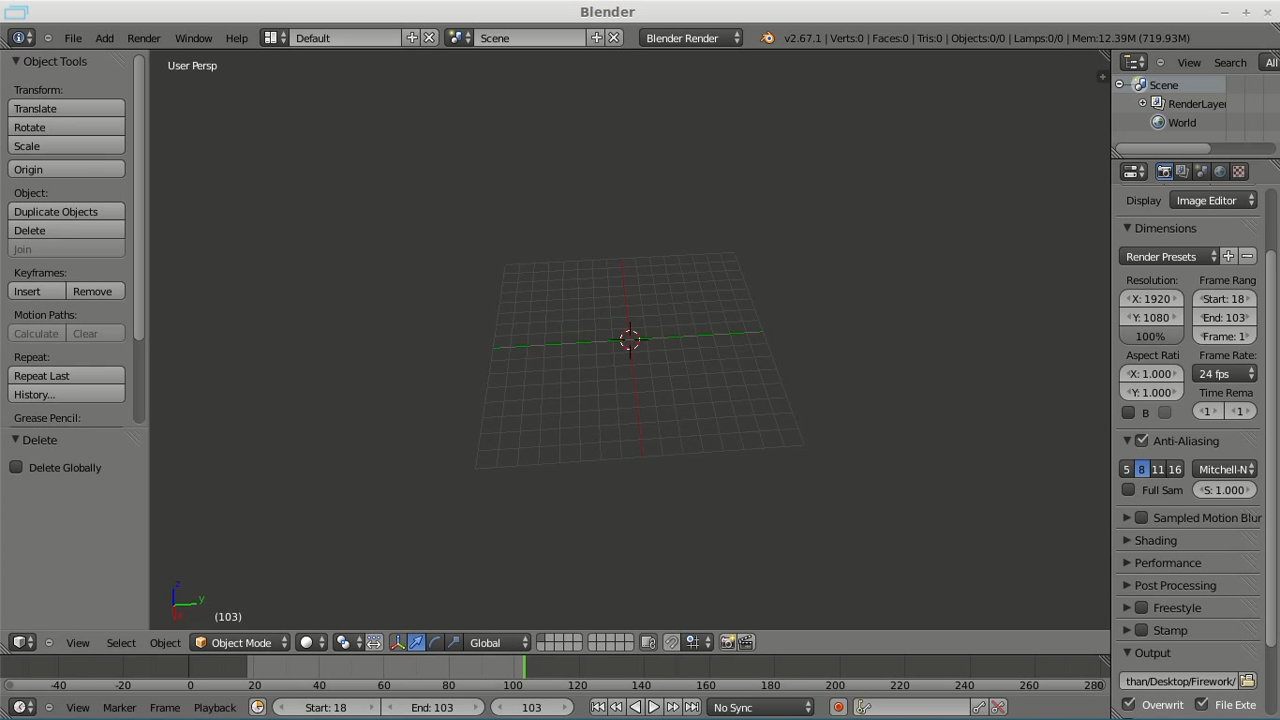 Blender
File Add Render Window Help Default Scene Blender Render v2.67.1 | Verts:0 | Faces:0 | Tris:0 | Objects:0/0 | Lamps:0/0 | Mem:12.39M (719.93M)
Object Tools
Transform:
Translate
Rotate
Scale
Origin
Object:
Duplicate Objects
Delete
Join
Keyframes:
Insert Remove
Motion Paths:
Calculate Clear
Repeat:
Repeat Last
History...
Grease Pencil:
Delete
Delete Globally
User Persp
z
y
(103)
View Select Object Object Mode Global
-40 -20 0 20 40 60 80 100 120 140 160 180 200 220 240 260 280
View Marker Frame Playback Start: 18 End: 103 103 No Sync
View Search All
Scene
RenderLaye
World
Display Image Editor
Dimensions
Render Presets
Resolution: Frame Rang
X: 1920 Start: 18
Y: 1080 End: 103
100% Frame: 1
Aspect Rati Frame Rate:
X: 1.000 24 fps
Y: 1.000 Time Rema
B 1 1
Anti-Aliasing
5 8 11 16 Mitchell-N
Full Sam S: 1.000
Sampled Motion Blur
Shading
Performance
Post Processing
Freestyle
Stamp
Output
than/Desktop/Firework/
Overwrit File Exte